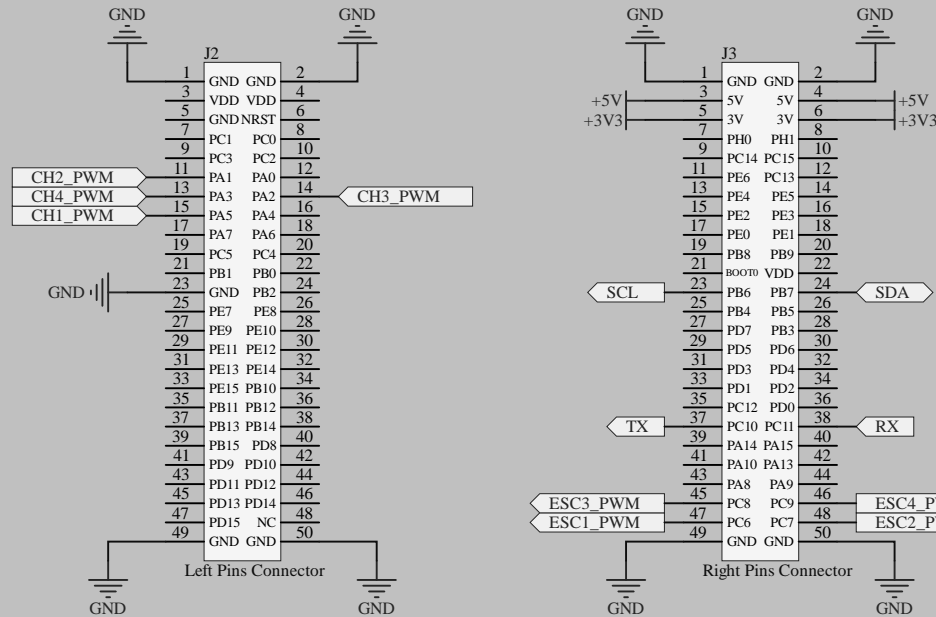 GND GND GND GND
J2 J3
1 GND GND 2 1 GND GND 2
3 VDD VDD 4 +5V 3 5V 5V 4 +5V
5 GND NRST 6 +3V3 5 3V 3V 6 +3V3
7 PC1 PC0 8 7 PH0 PH1 8
9 PC3 PC2 10 9 PC14 PC15 10
CH2_PWM 11 PA1 PA0 12 11 PE6 PC13 12
CH4_PWM 13 PA3 PA2 14 CH3_PWM 13 PE4 PE5 14
CH1_PWM 15 PA5 PA4 16 15 PE2 PE3 16
17 PA7 PA6 18 17 PE0 PE1 18
19 PC5 PC4 20 19 PB8 PB9 20
21 PB1 PB0 22 21 BOOT0 VDD 22
GND 23 GND PB2 24 SCL 23 PB6 PB7 24 SDA
25 PE7 PE8 26 25 PB4 PB5 26
27 PE9 PE10 28 27 PD7 PB3 28
29 PE11 PE12 30 29 PD5 PD6 30
31 PE13 PE14 32 31 PD3 PD4 32
33 PE15 PB10 34 33 PD1 PD2 34
35 PB11 PB12 36 35 PC12 PD0 36
37 PB13 PB14 38 TX 37 PC10 PC11 38 RX
39 PB15 PD8 40 39 PA14 PA15 40
41 PD9 PD10 42 41 PA10 PA13 42
43 PD11 PD12 44 43 PA8 PA9 44
45 PD13 PD14 46 ESC3_PWM 45 PC8 PC9 46
47 PD15 NC 48 ESC1_PWM 47 PC6 PC7 48
49 GND GND 50 49 GND GND 50
Left Pins Connector Right Pins Connector
GND GND GND GND